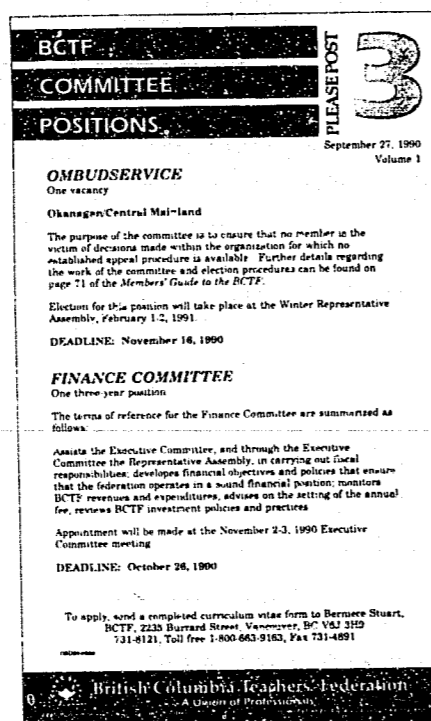 BCTF
COMMITTEE
POSITIONS
PLEASE POST
3
September 27, 1990
Volume 1
OMBUDSERVICE
One vacancy
Okanagan/Central Mainland
The purpose of the committee is to ensure that no member is the
victim of decisions made within the organization for which no
established appeal procedure is available. Further details regarding
the work of the committee and election procedures can be found on
page 71 of the Members' Guide to the BCTF.
Election for this position will take place at the Winter Representative
Assembly, February 1-2, 1991.
DEADLINE: November 16, 1990
FINANCE COMMITTEE
One three-year position
The terms of reference for the Finance Committee are summarized as
follows:
Assists the Executive Committee, and through the Executive
Committee the Representative Assembly, in carrying out fiscal
responsibilities; develops financial objectives and policies that ensure
that the federation operates in a sound financial position; monitors
BCTF revenues and expenditures, advises on the setting of the annual
fee, reviews BCTF investment policies and practices
Appointment will be made at the November 2-3, 1990 Executive
Committee meeting
DEADLINE: October 26, 1990
To apply, send a completed curriculum vitae form to Berniece Stuart,
BCTF, 2235 Burrard Street, Vancouver, BC V6J 3H9
731-8121, Toll free 1-800-663-9163, Fax 731-4891
British Columbia Teachers' Federation
A Union of Professionals